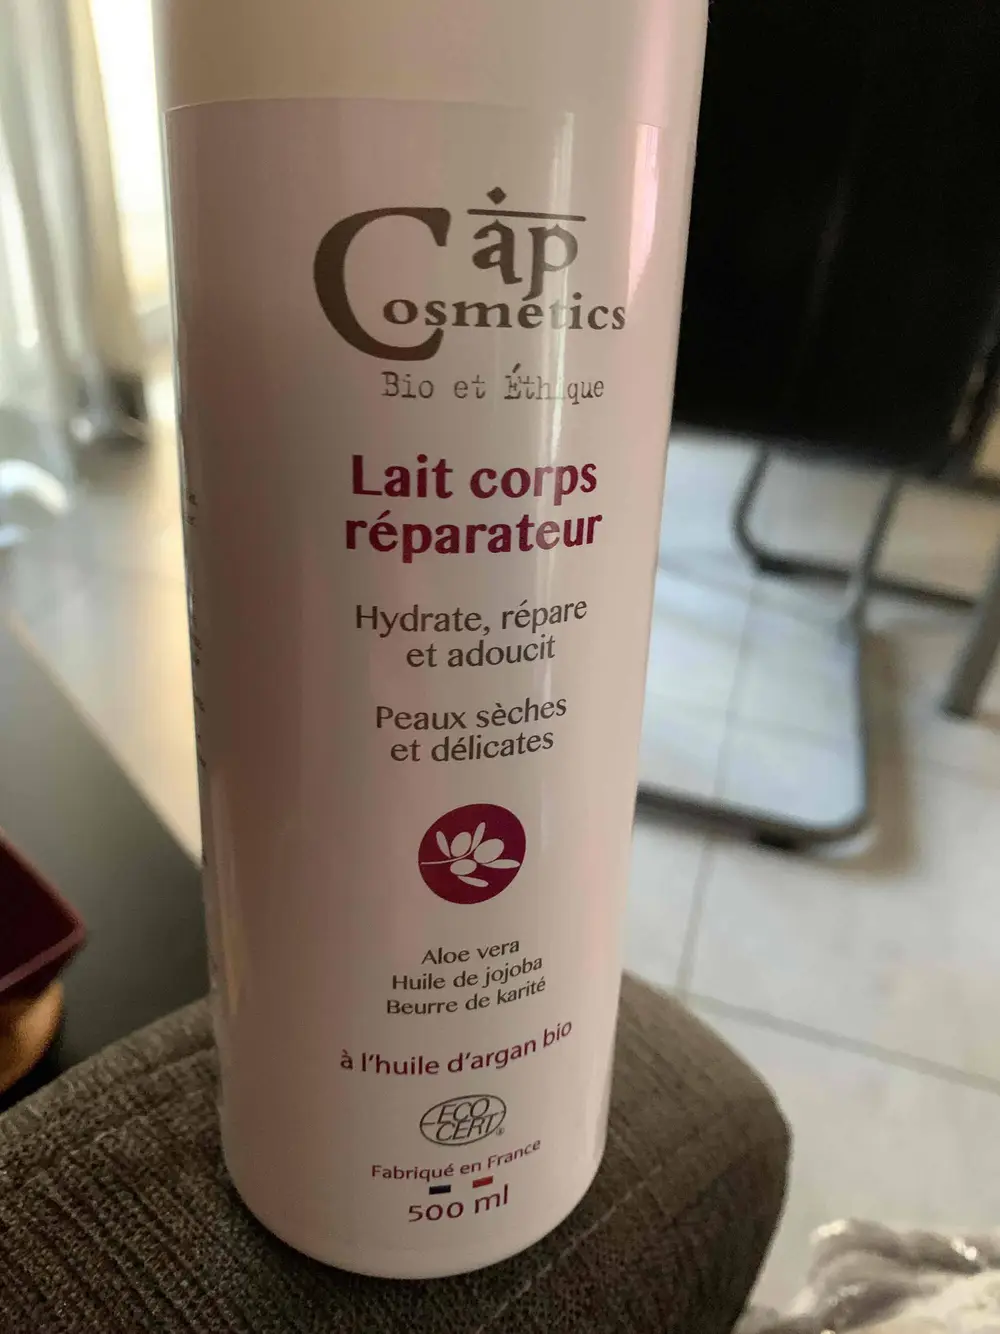 Cap
Cosmetics
Bio et Éthique
Lait corps
réparateur
Hydrate, répare
et adoucit
Peaux sèches
et délicates
Aloe vera
Huile de jojoba
Beurre de karité
à l'huile d'argan bio
ECO
CERT®
Fabriqué en France
500 ml